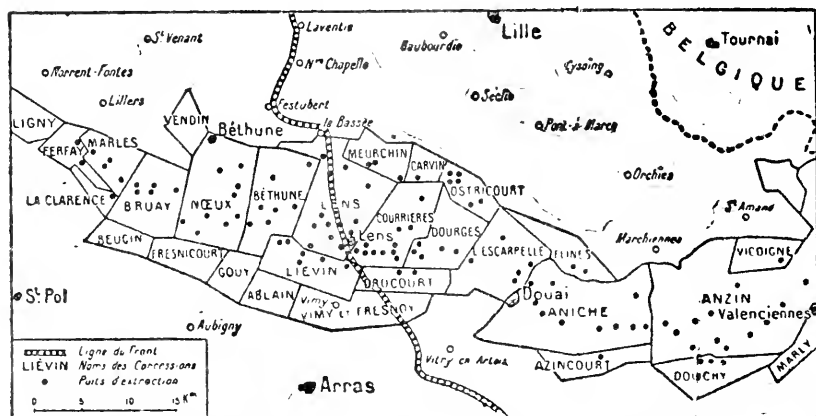 Laventie
Lille
St Venant
Baubourdin
Tournai
BELGIQUE
Norrent-Fontes
Nve Chapelle
Cysoing
Lillers
Festubert
Séclin
la Bassée
Pont-à-Marcq
LIGNY
VENDIN
Béthune
FERFAY
MARLES
MEURCHIN
CARVIN
OSTRICOURT
Orchies
LA CLARENCE
BRUAY
NŒUX
BÉTHUNE
LENS
COURRIÈRES
St Amand
Lens
DOURGES
Marchiennes
BEUGIN
FRESNICOURT
L'ESCARPELLE
FLINES
VICOIGNE
GOUY
LIÉVIN
DROCOURT
St Pol
ABLAIN
Vimy
VIMY ET FRESNOY
Douai
ANICHE
ANZIN
Valenciennes
Aubigny
Vitry en Artois
AZINCOURT
DOUCHY
MARLY
Arras
Ligne du Front
LIÉVIN Noms des Concessions
Puits d'extraction
0 5 10 15 Km